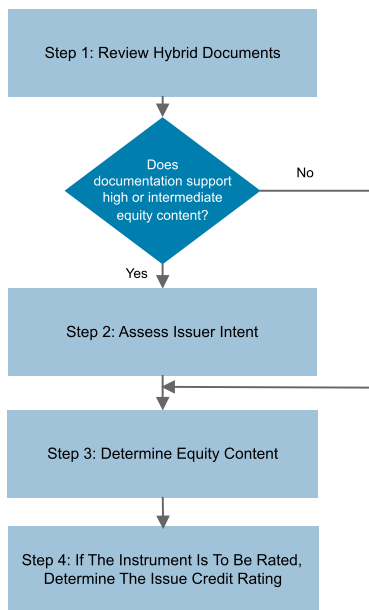 Step 1: Review Hybrid Documents
Does
documentation support
high or intermediate
equity content?
No
Yes
Step 2: Assess Issuer Intent
Step 3: Determine Equity Content
Step 4: If The Instrument Is To Be Rated,
Determine The Issue Credit Rating